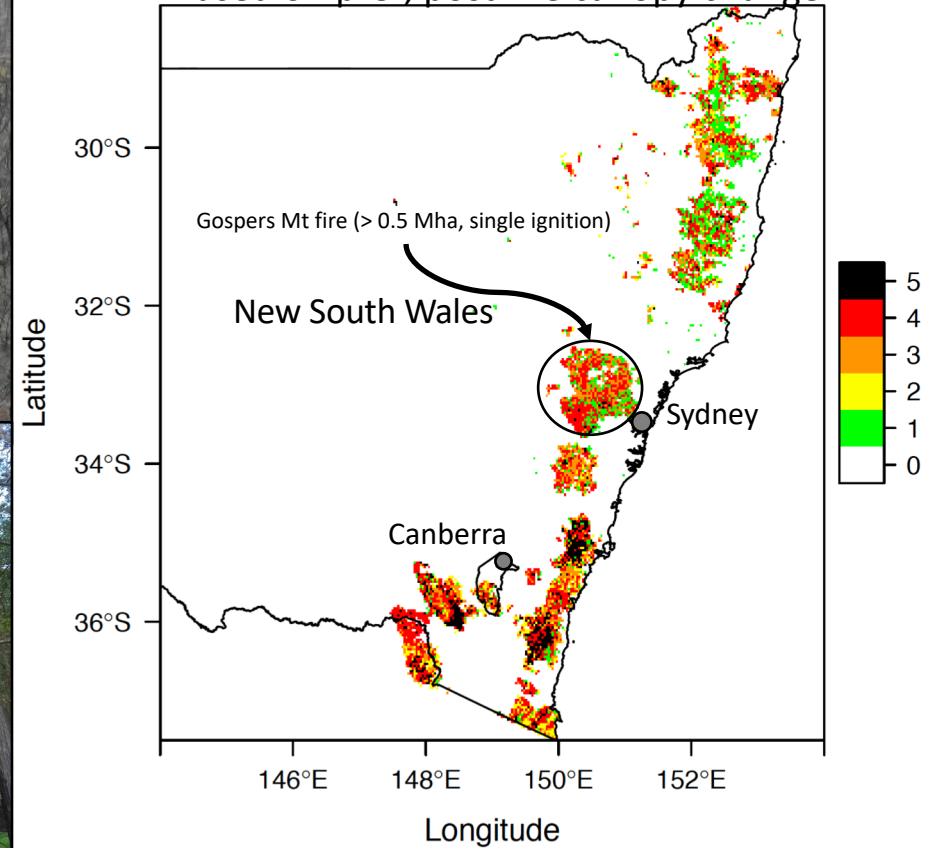 30°S
Gospers Mt fire (> 0.5 Mha, single ignition)
New South Wales
32°S
Latitude
Sydney
34°S
Canberra
36°S
5
4
3
2
1
0
146°E 148°E 150°E 152°E
Longitude